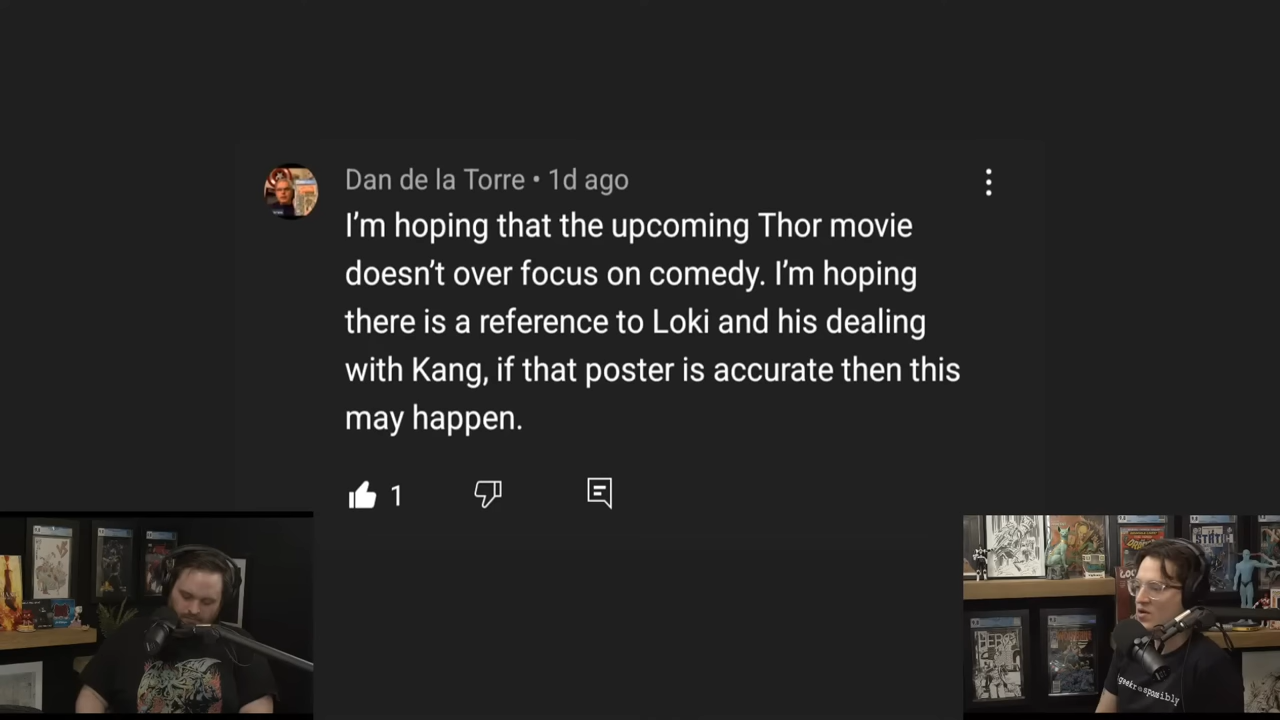 Dan de la Torre • 1d ago
I'm hoping that the upcoming Thor movie
doesn't over focus on comedy. I'm hoping
there is a reference to Loki and his dealing
with Kang, if that poster is accurate then this
may happen.
1